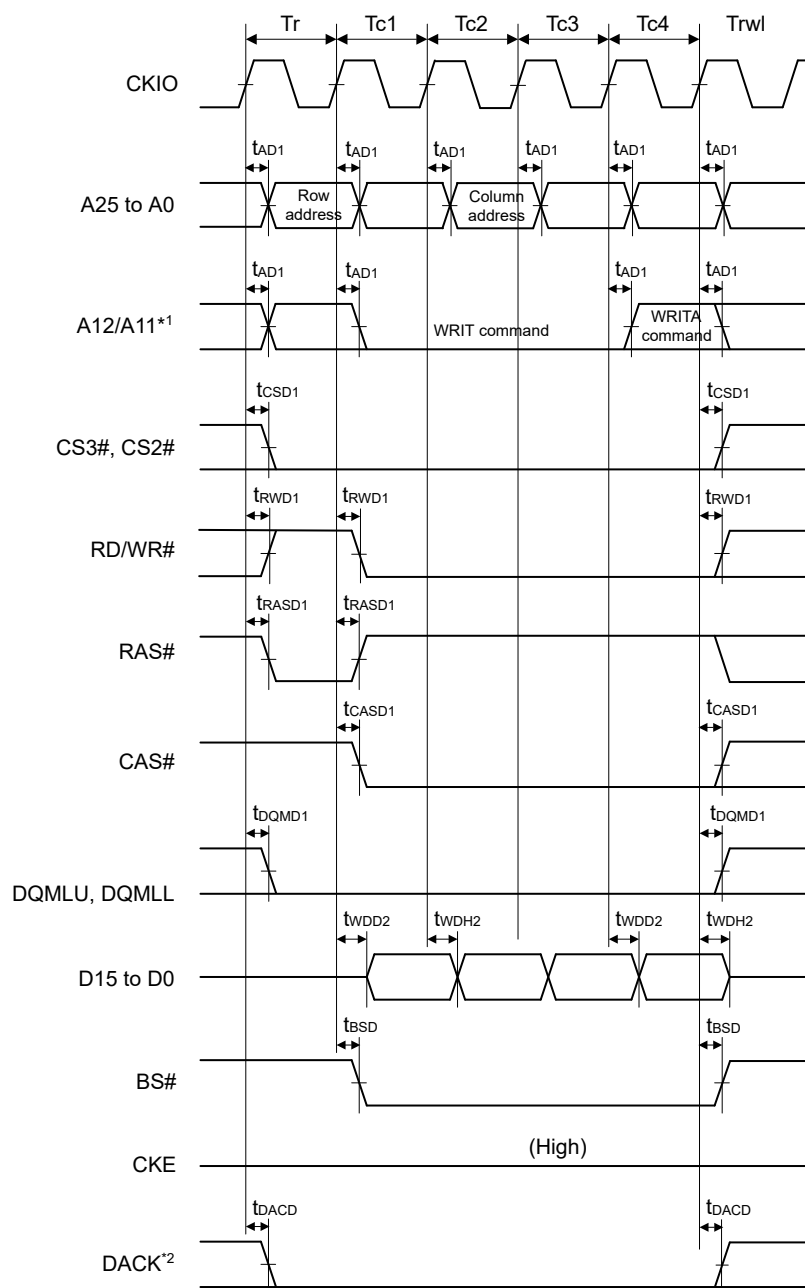 Tr Tc1 Tc2 Tc3 Tc4 Trwl
CKIO
tAD1 tAD1 tAD1 tAD1 tAD1 tAD1
A25 to A0
Row
address
Column
address
tAD1 tAD1 tAD1 tAD1
A12/A11*1
WRIT command
WRITA
command
tCSD1 tCSD1
CS3#, CS2#
tRWD1 tRWD1 tRWD1
RD/WR#
tRASD1 tRASD1
RAS#
tCASD1 tCASD1
CAS#
tDQMD1 tDQMD1
DQMLU, DQMLL
tWDD2 tWDH2 tWDD2 tWDH2
D15 to D0
tBSD tBSD
BS#
(High)
CKE
tDACD tDACD
DACK*2